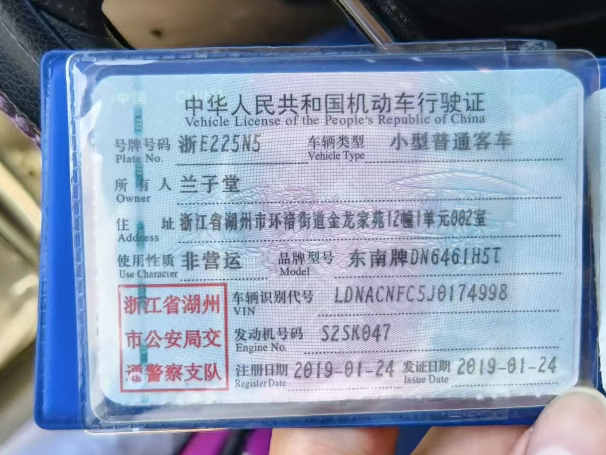 中华人民共和国机动车行驶证
Vehicle License of the People's Republic of China
号牌号码 浙E225N5 车辆类型 小型普通客车
Plate No. Vehicle Type
所有人 兰子堂
Owner
住址 浙江省湖州市环渚街道金龙家苑12幢1单元002室
Address
使用性质 非营运 品牌型号 东南牌DN6461H5T
Use Character Model
浙江省湖州 车辆识别代号 LDNACNFC5J0174998
VIN
市公安局交 发动机号码 S2SK047
Engine No.
通警察支队 注册日期 2019-01-24 发证日期 2019-01-24
Register Date Issue Date